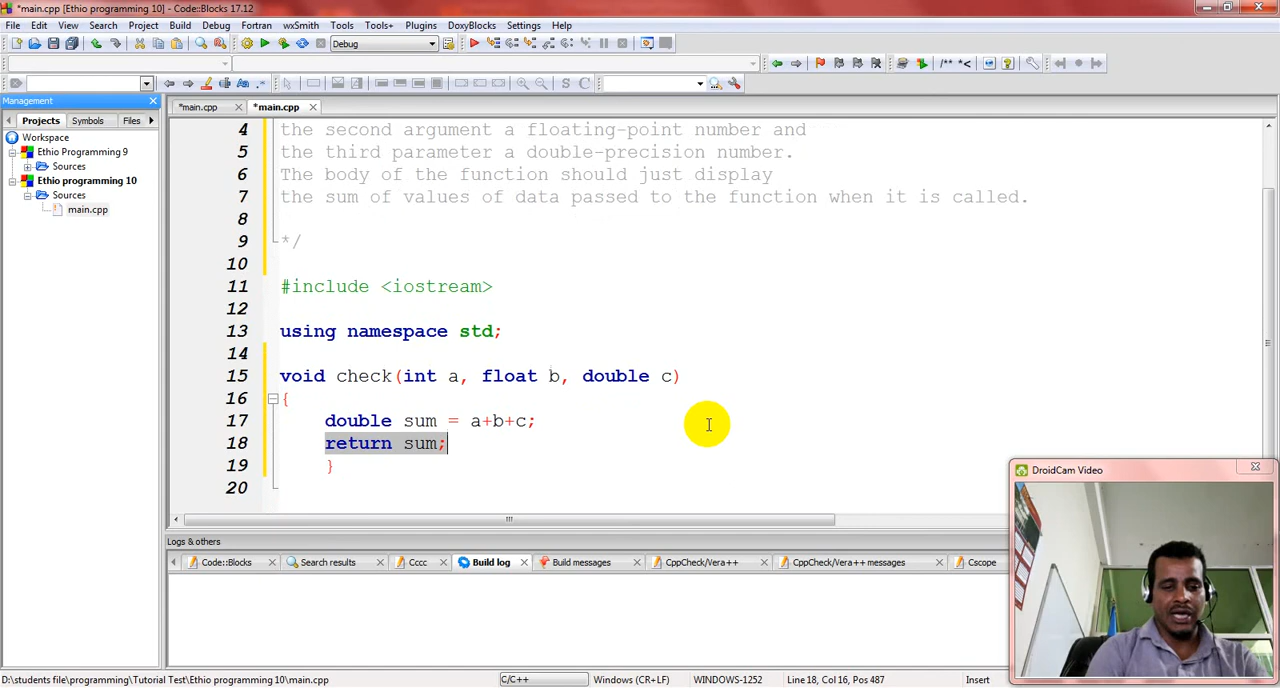 *main.cpp [Ethio programming 10] - Code::Blocks 17.12
File Edit View Search Project Build Debug Fortran wxSmith Tools Tools+ Plugins DoxyBlocks Settings Help
Debug
/** *<
S C
Management
*main.cpp *main.cpp
Projects Symbols Files
Workspace
Ethio Programming 9
Sources
Ethio programming 10
Sources
main.cpp
4 the second argument a floating-point number and
5 the third parameter a double-precision number.
6 The body of the function should just display
7 the sum of values of data passed to the function when it is called.
8
9 */
10
11 #include <iostream>
12
13 using namespace std;
14
15 void check(int a, float b, double c)
16 {
17 double sum = a+b+c;
18 return sum;
19 }
20
DroidCam Video
Logs & others
Code::Blocks Search results Cccc Build log Build messages CppCheck/Vera++ CppCheck/Vera++ messages Cscope
D:\students file\programming\Tutorial Test\Ethio programming 10\main.cpp C/C++ Windows (CR+LF) WINDOWS-1252 Line 18, Col 16, Pos 487 Insert